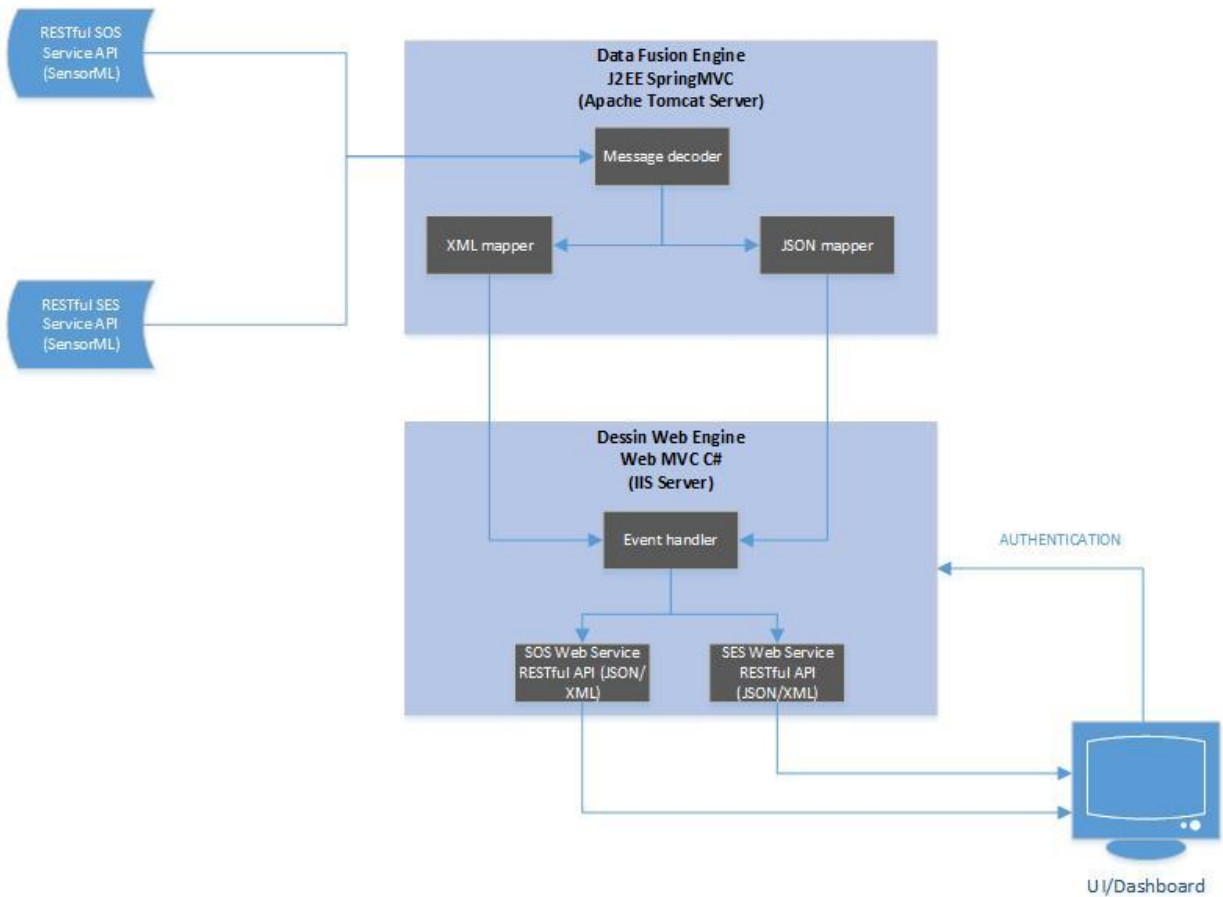 RESTful SOS
Service API
(SensorML)
Data Fusion Engine
J2EE SpringMVC
(Apache Tomcat Server)
Message decoder
XML mapper
JSON mapper
RESTful SES
Service API
(SensorML)
Dessin Web Engine
Web MVC C#
(IIS Server)
Event handler
AUTHENTICATION
SOS Web Service
RESTful API (JSON/
XML)
SES Web Service
RESTful API
(JSON/XML)
UI/Dashboard